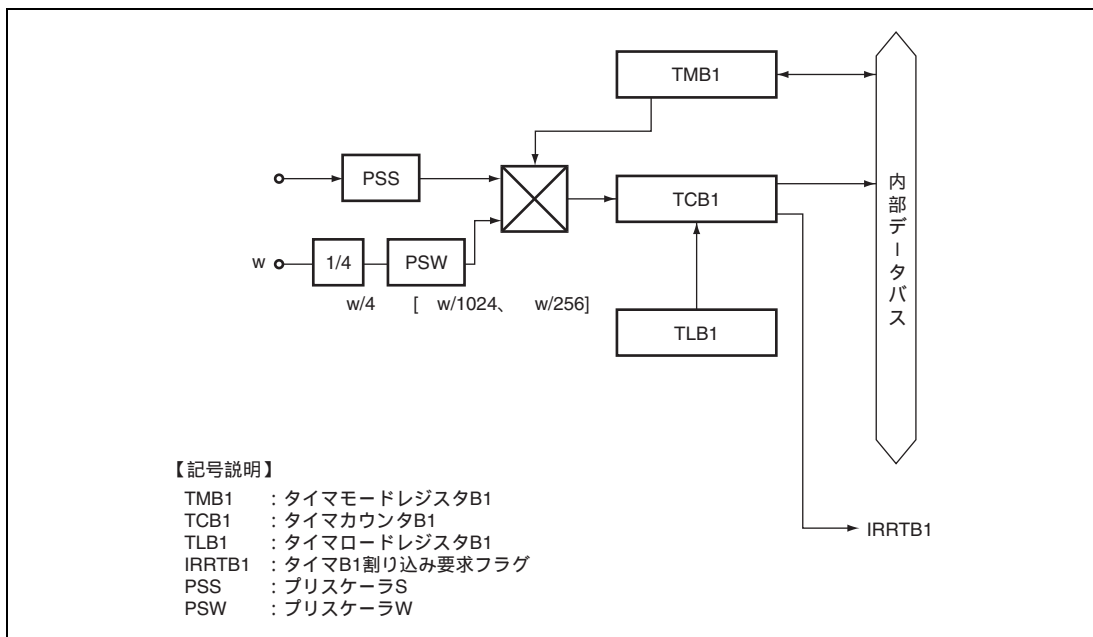 TMB1
PSS
TCB1
w
1/4
PSW
w/4 [ w/1024、 w/256]
TLB1
内部データバス
IRRTB1
【記号説明】
TMB1 : タイマモードレジスタB1
TCB1 : タイマカウンタB1
TLB1 : タイマロードレジスタB1
IRRTB1 : タイマB1割り込み要求フラグ
PSS : プリスケーラS
PSW : プリスケーラW